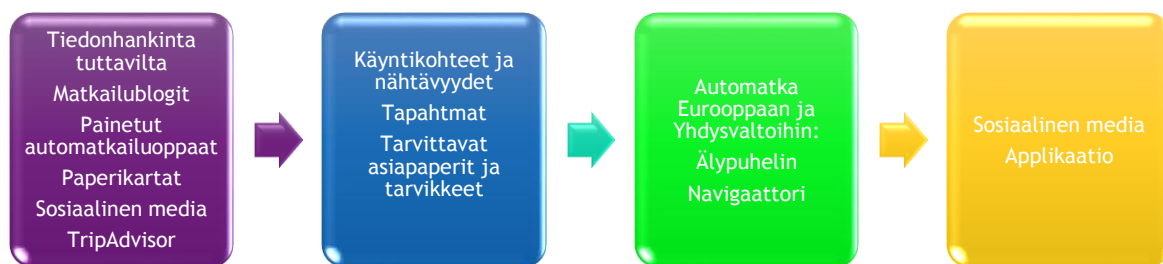 Tiedonhankinta
tuttavilta
Matkailublogit
Painetut
automatkailuoppaat
Paperikartat
Sosiaalinen media
TripAdvisor
Käyntikohteet ja
nähtävyydet
Tapahtmat
Tarvittavat
asiapaperit ja
tarvikkeet
Automatka
Eurooppaan ja
Yhdysvaltoihin:
Älypuhelin
Navigaattori
Sosiaalinen media
Applikaatio